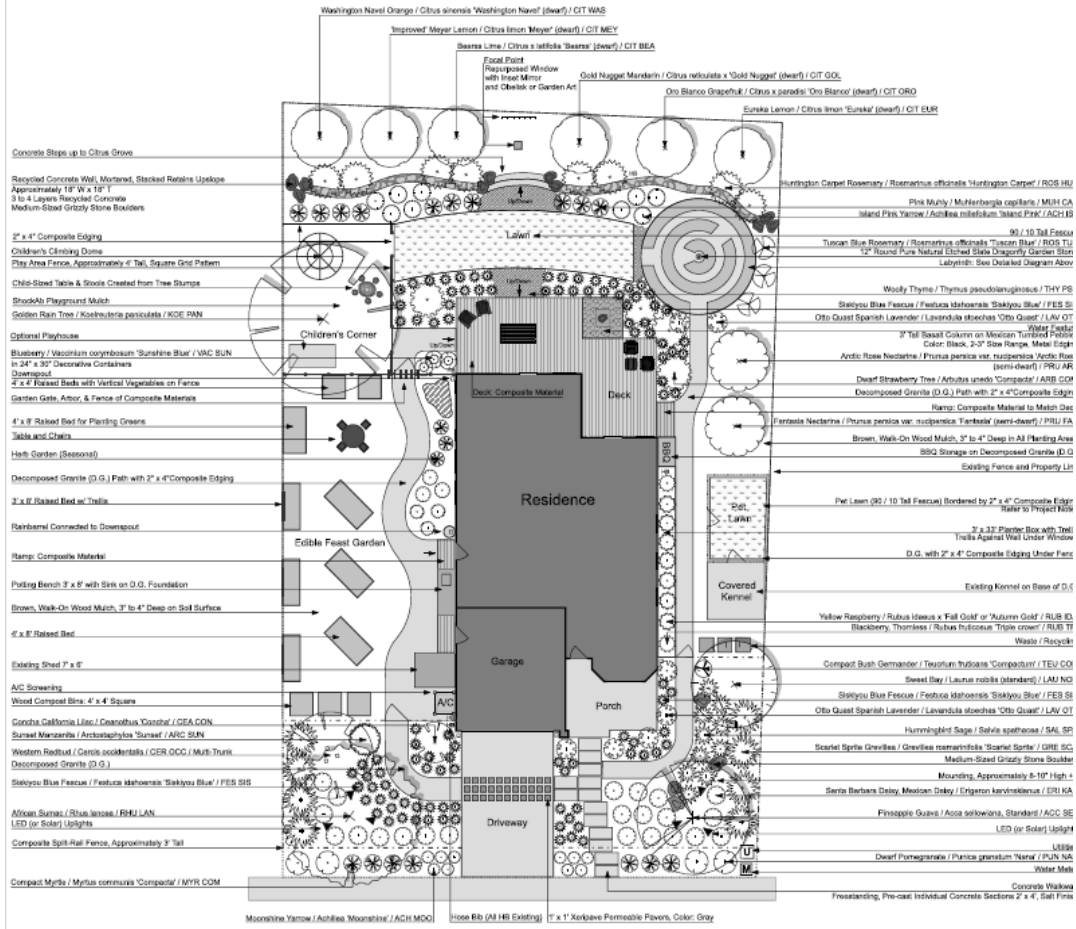 Washington Navel Orange / Citrus sinensis 'Washington Navel' (dwarf) / CIT WAS
'Improved' Meyer Lemon / Citrus limon 'Meyer' (dwarf) / CIT MEY
Bearss Lime / Citrus x latifolia 'Bearss' (dwarf) / CIT BEA
Focal Point
Repurposed Window
with Inset Mirror
and Obelisk or Garden Art
Gold Nugget Mandarin / Citrus reticulata x 'Gold Nugget' (dwarf) / CIT GOL
Oro Blanco Grapefruit / Citrus x paradisi 'Oro Blanco' (dwarf) / CIT ORO
Eureka Lemon / Citrus limon 'Eureka' (dwarf) / CIT EUR
Concrete Steps up to Citrus Grove
Recycled Concrete Wall, Mortared, Stacked Retains Upslope
Approximately 18" W x 18" T
3 to 4 Layers Recycled Concrete
Medium-Sized Grizzly Stone Boulders
2" x 4" Composite Edging
Children's Climbing Dome
Play Area Fence, Approximately 4' Tall, Square Grid Pattern
Child-Sized Table & Stools Created from Tree Stumps
ShockAb Playground Mulch
Golden Rain Tree / Koelreuteria paniculata / KOE PAN
Optional Playhouse
Blueberry / Vaccinium corymbosum 'Sunshine Blue' / VAC SUN
in 24" x 30" Decorative Containers
Downspout
4' x 4' Raised Beds with Vertical Vegetables on Fence
Garden Gate, Arbor, & Fence of Composite Materials
4' x 8' Raised Bed for Planting Greens
Table and Chairs
Herb Garden (Seasonal)
Decomposed Granite (D.G.) Path with 2" x 4"Composite Edging
3' x 8' Raised Bed w/ Trellis
Rainbarrel Connected to Downspout
Ramp: Composite Material
Potting Bench 3' x 8' with Sink on D.G. Foundation
Brown, Walk-On Wood Mulch, 3" to 4" Deep on Soil Surface
4' x 8' Raised Bed
Existing Shed 7' x 6'
A/C Screening
Wood Compost Bins: 4' x 4' Square
Concha California Lilac / Ceanothus 'Concha' / CEA CON
Sunset Manzanita / Arctostaphylos 'Sunset' / ARC SUN
Western Redbud / Cercis occidentalis / CER OCC / Multi-Trunk
Decomposed Granite (D.G.)
Siskiyou Blue Fescue / Festuca idahoensis 'Siskiyou Blue' / FES SIS
African Sumac / Rhus lancea / RHU LAN
LED (or Solar) Uplights
Composite Split-Rail Fence, Approximately 3' Tall
Compact Myrtle / Myrtus communis 'Compacta' / MYR COM
Moonshine Yarrow / Achillea 'Moonshine' / ACH MOO
Hose Bib (All HB Existing)
1' x 1' Xeripave Permeable Pavers, Color: Gray
HB
Up/Down
Lawn
Up/Down
Children's Corner
Up/Down
Deck: Composite Material
Deck
BBQ
Residence
Edible Feast Garden
Pet
Lawn
Covered
Kennel
Garage
A/C
Porch
Driveway
U
M
Huntington Carpet Rosemary / Rosmarinus officinalis 'Huntington Carpet' / ROS HU
Pink Muhly / Muhlenbergia capillaris / MUH CA
Island Pink Yarrow / Achillea millefolium 'Island Pink' / ACH IS
90 / 10 Tall Fescu
Tuscan Blue Rosemary / Rosmarinus officinalis 'Tuscan Blue' / ROS TU
12" Round Pure Natural Etched Slate Dragonfly Garden Ston
Labyrinth: See Detailed Diagram Abov
Woolly Thyme / Thymus pseudolanuginosus / THY PS
Siskiyou Blue Fescue / Festuca idahoensis 'Siskiyou Blue' / FES SI
Otto Quast Spanish Lavender / Lavandula stoechas 'Otto Quast' / LAV OT
Water Featur
3' Tall Basalt Column on Mexican Tumbled Pebble
Color: Black, 2-3" Size Range, Metal Edgin
Arctic Rose Nectarine / Prunus persica var. nucipersica 'Arctic Ros
(semi-dwarf) / PRU AR
Dwarf Strawberry Tree / Arbutus unedo 'Compacta' / ARB CO
Decomposed Granite (D.G.) Path with 2" x 4"Composite Edgin
Ramp: Composite Material to Match Dec
Fantasia Nectarine / Prunus persica var. nucipersica 'Fantasia' (semi-dwarf) / PRU FA
Brown, Walk-On Wood Mulch, 3" to 4" Deep in All Planting Area
BBQ Storage on Decomposed Granite (D.G
Existing Fence and Property Lin
Pet Lawn (90 / 10 Tall Fescue) Bordered by 2" x 4" Composite Edgin
Refer to Project Note
3' x 33' Planter Box with Trelli
Trellis Against Wall Under Window
D.G. with 2" x 4" Composite Edging Under Fenc
Existing Kennel on Base of D.G
Yellow Raspberry / Rubus idaeus x 'Fall Gold' or 'Autumn Gold' / RUB ID
Blackberry, Thornless / Rubus fruticosus 'Triple crown' / RUB TR
Waste / Recyclin
Compact Bush Germander / Teucrium fruticans 'Compactum' / TEU CO
Sweet Bay / Laurus nobilis (standard) / LAU NO
Siskiyou Blue Fescue / Festuca idahoensis 'Siskiyou Blue' / FES SI
Otto Quast Spanish Lavender / Lavandula stoechas 'Otto Quast' / LAV OT
Hummingbird Sage / Salvia spathacea / SAL SP
Scarlet Sprite Grevillea / Grevillea rosmarinifolia 'Scarlet Sprite' / GRE SC
Medium-Sized Grizzly Stone Boulder
Mounding, Approximately 8-10" High +
Santa Barbara Daisy, Mexican Daisy / Erigeron karvinskianus / ERI KA
Pineapple Guava / Acca sellowiana, Standard / ACC SE
LED (or Solar) Uplight
Utilitie
Dwarf Pomegranate / Punica granatum 'Nana' / PUN NA
Water Mete
Concrete Walkwa
Freestanding, Pre-cast Individual Concrete Sections 2' x 4', Salt Finis